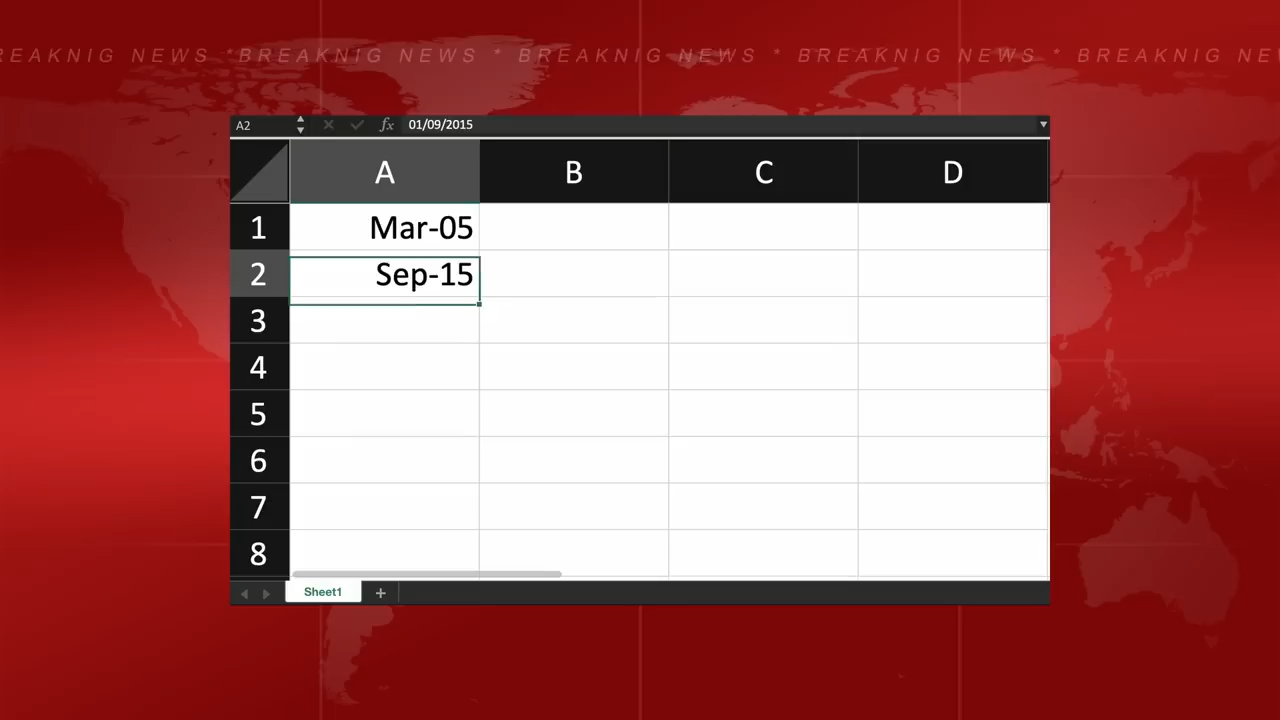 REAKNIG NEWS *BREAKNIG NEWS * BREAKNIG NEWS * BREAKNIG NEWS * BREAKNIG NE
A2 fx 01/09/2015
A B C D
1 Mar-05
2 Sep-15
3
4
5
6
7
8
Sheet1 +